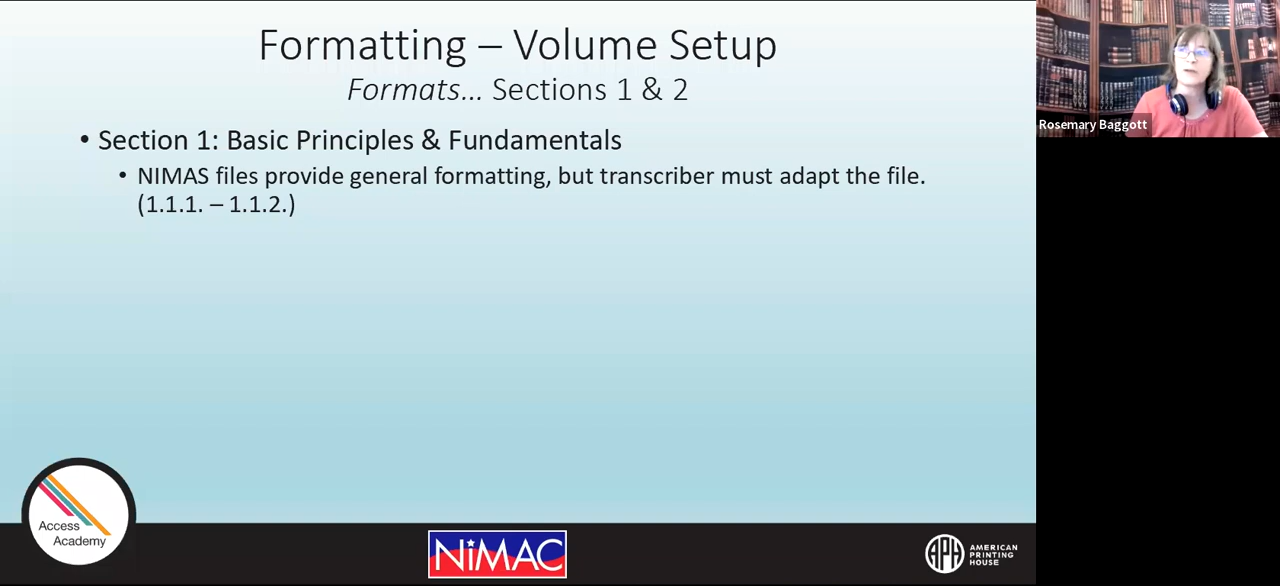 Formatting – Volume Setup
Formats… Sections 1 & 2
• Section 1: Basic Principles & Fundamentals
• NIMAS files provide general formatting, but transcriber must adapt the file.
(1.1.1. – 1.1.2.)
Rosemary Baggott
Access
Academy
NiMAC
APH
AMERICAN
PRINTING
HOUSE